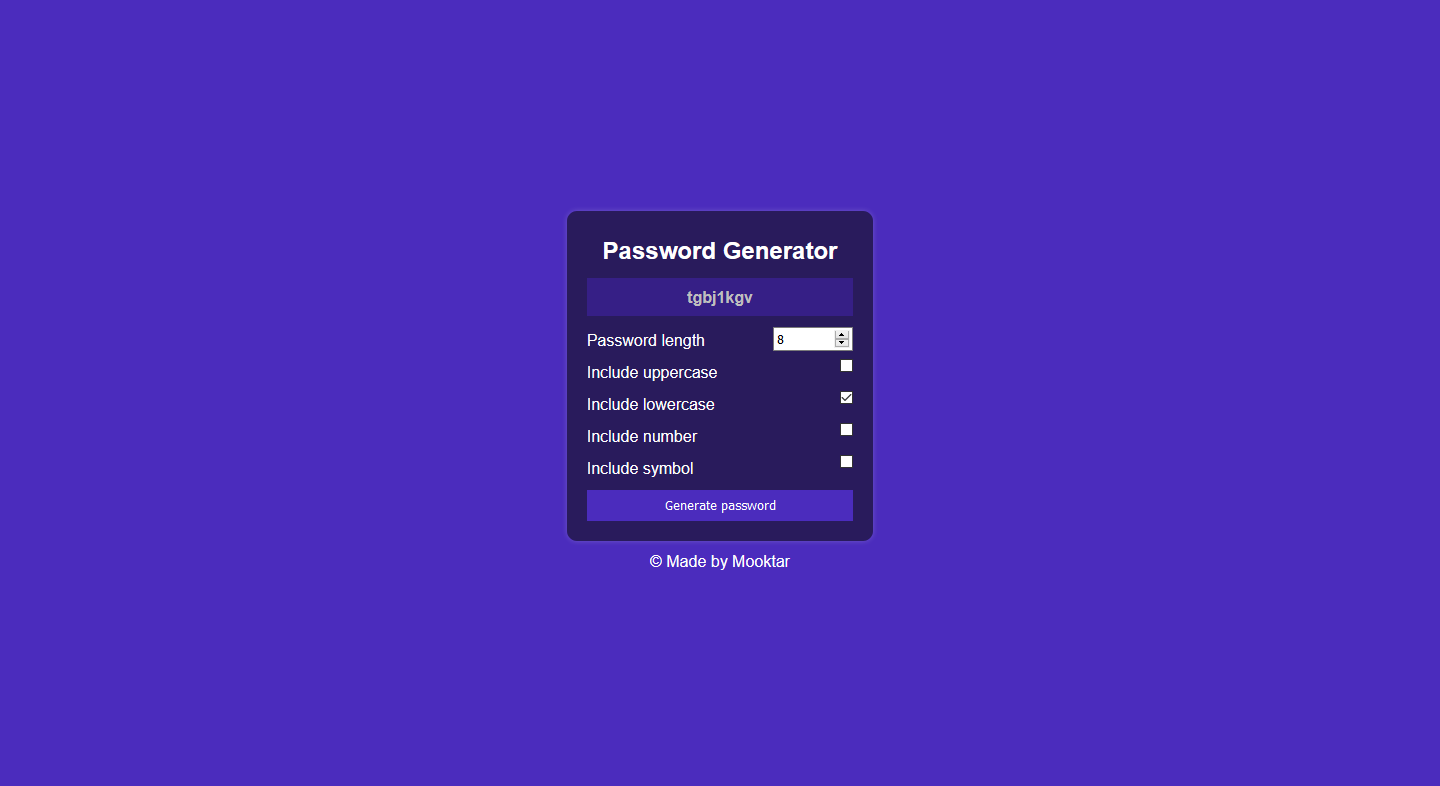 Password Generator
tgbj1kgv
Password length 8
Include uppercase
Include lowercase
Include number
Include symbol
Generate password
© Made by Mooktar